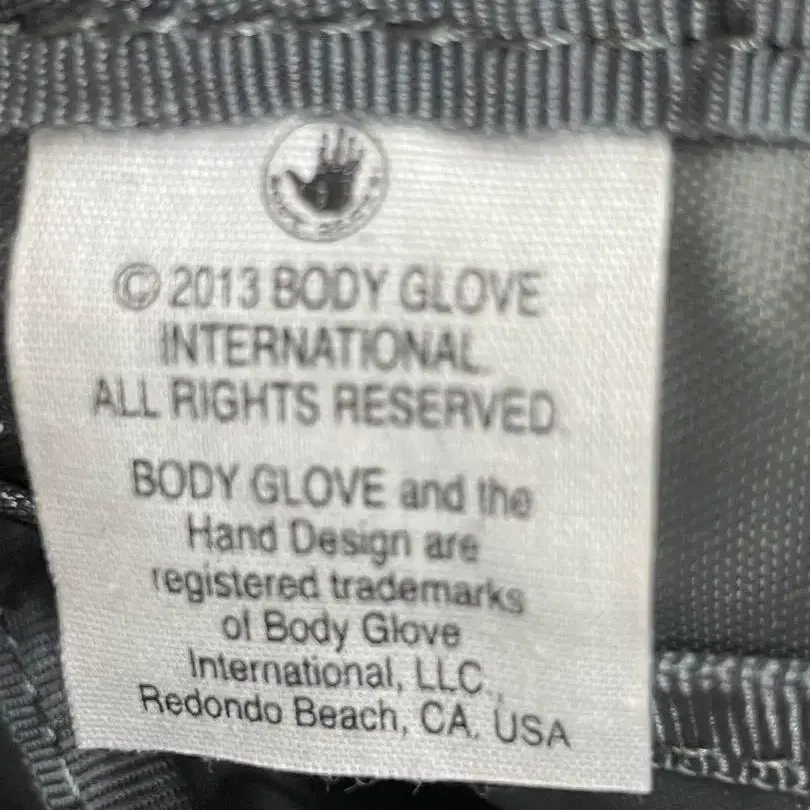 © 2013 BODY GLOVE
INTERNATIONAL.
ALL RIGHTS RESERVED.
BODY GLOVE and the
Hand Design are
registered trademarks
of Body Glove
International, LLC.,
Redondo Beach, CA. USA